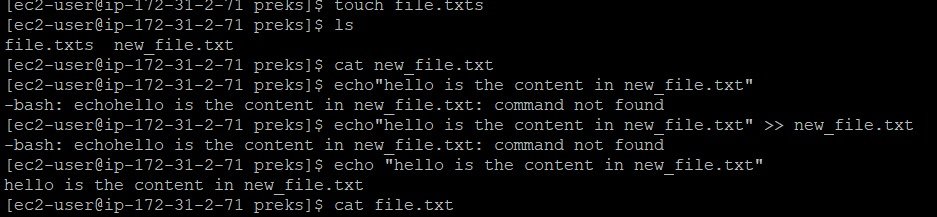 [ec2-user@ip-172-31-2-71 preks]$ touch file.txts
[ec2-user@ip-172-31-2-71 preks]$ ls
file.txts  new_file.txt
[ec2-user@ip-172-31-2-71 preks]$ cat new_file.txt
[ec2-user@ip-172-31-2-71 preks]$ echo"hello is the content in new_file.txt"
-bash: echohello is the content in new_file.txt: command not found
[ec2-user@ip-172-31-2-71 preks]$ echo"hello is the content in new_file.txt" >> new_file.txt
-bash: echohello is the content in new_file.txt: command not found
[ec2-user@ip-172-31-2-71 preks]$ echo "hello is the content in new_file.txt"
hello is the content in new_file.txt
[ec2-user@ip-172-31-2-71 preks]$ cat file.txt